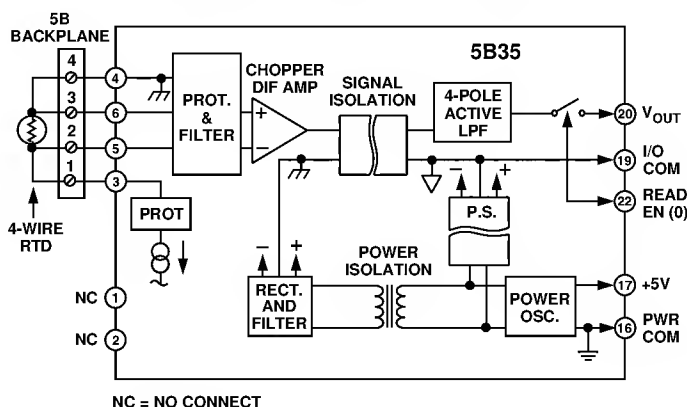 5B
BACKPLANE
5B35
4
3
2
1
4
6
5
3
PROT.
&
FILTER
CHOPPER
DIF AMP
+
–
SIGNAL
ISOLATION
4-POLE
ACTIVE
LPF
20
VOUT
19
I/O
COM
22
READ
EN (0)
4-WIRE
RTD
PROT
– +
P.S.
– +
POWER
ISOLATION
NC 1
NC 2
RECT.
AND
FILTER
POWER
OSC.
17
+5V
16
PWR
COM
NC = NO CONNECT